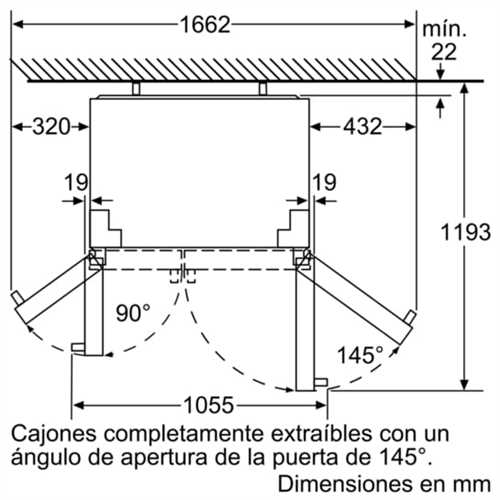 1662
mín.
22
320
432
19
19
1193
90°
145°
1055
Cajones completamente extraíbles con un
ángulo de apertura de la puerta de 145°.
Dimensiones en mm